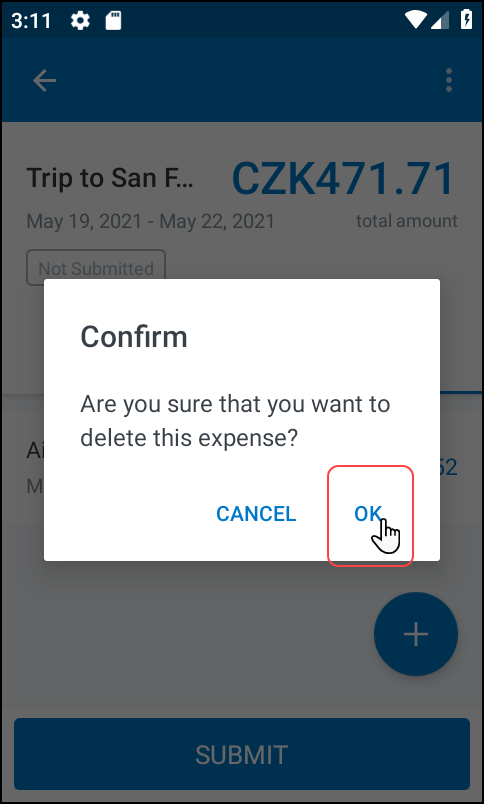 3:11
Trip to San F...
CZK471.71
May 19, 2021 - May 22, 2021
total amount
Not Submitted
Confirm
Are you sure that you want to
delete this expense?
CANCEL
OK
SUBMIT